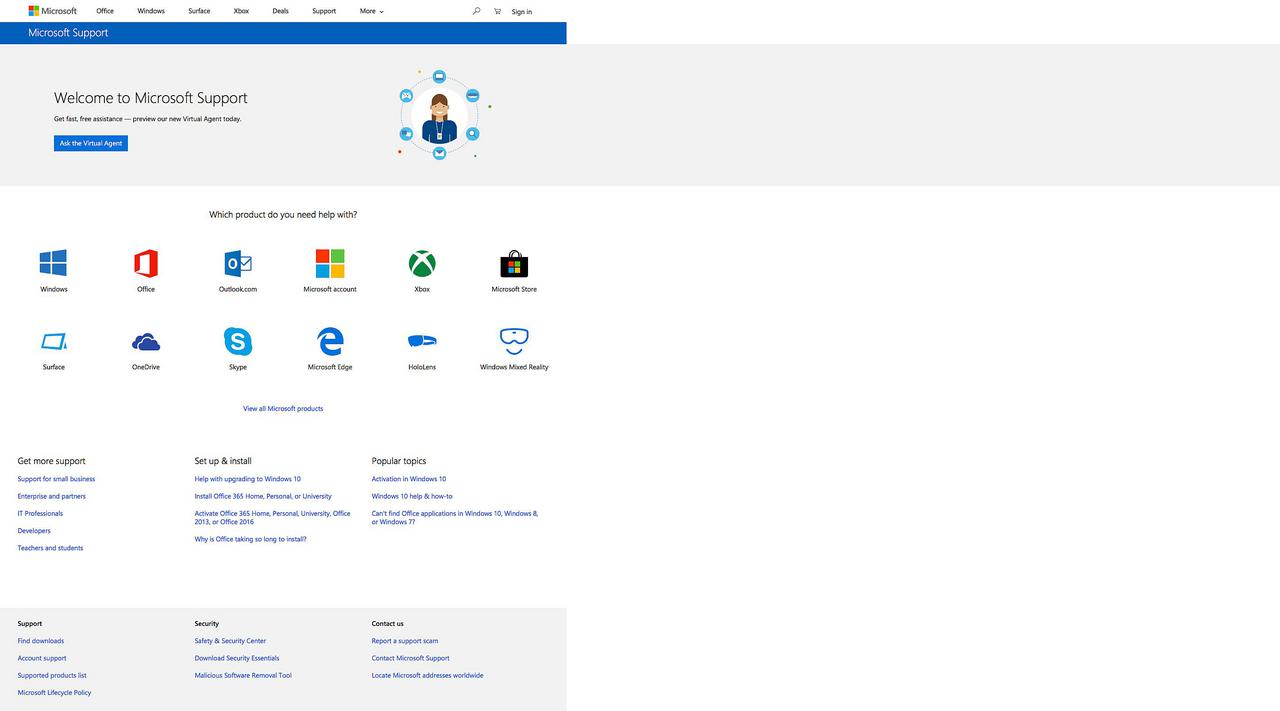 Microsoft Office Windows Surface Xbox Deals Support More Sign in
Microsoft Support
Welcome to Microsoft Support
Get fast, free assistance — preview our new Virtual Agent today.
Ask the Virtual Agent
Which product do you need help with?
Windows Office Outlook.com Microsoft account Xbox Microsoft Store
Surface OneDrive Skype Microsoft Edge HoloLens Windows Mixed Reality
View all Microsoft products
Get more support
Support for small business
Enterprise and partners
IT Professionals
Developers
Teachers and students
Set up & install
Help with upgrading to Windows 10
Install Office 365 Home, Personal, or University
Activate Office 365 Home, Personal, University, Office
2013, or Office 2016
Why is Office taking so long to install?
Popular topics
Activation in Windows 10
Windows 10 help & how-to
Can't find Office applications in Windows 10, Windows 8,
or Windows 7?
Support
Find downloads
Account support
Supported products list
Microsoft Lifecycle Policy
Security
Safety & Security Center
Download Security Essentials
Malicious Software Removal Tool
Contact us
Report a support scam
Contact Microsoft Support
Locate Microsoft addresses worldwide